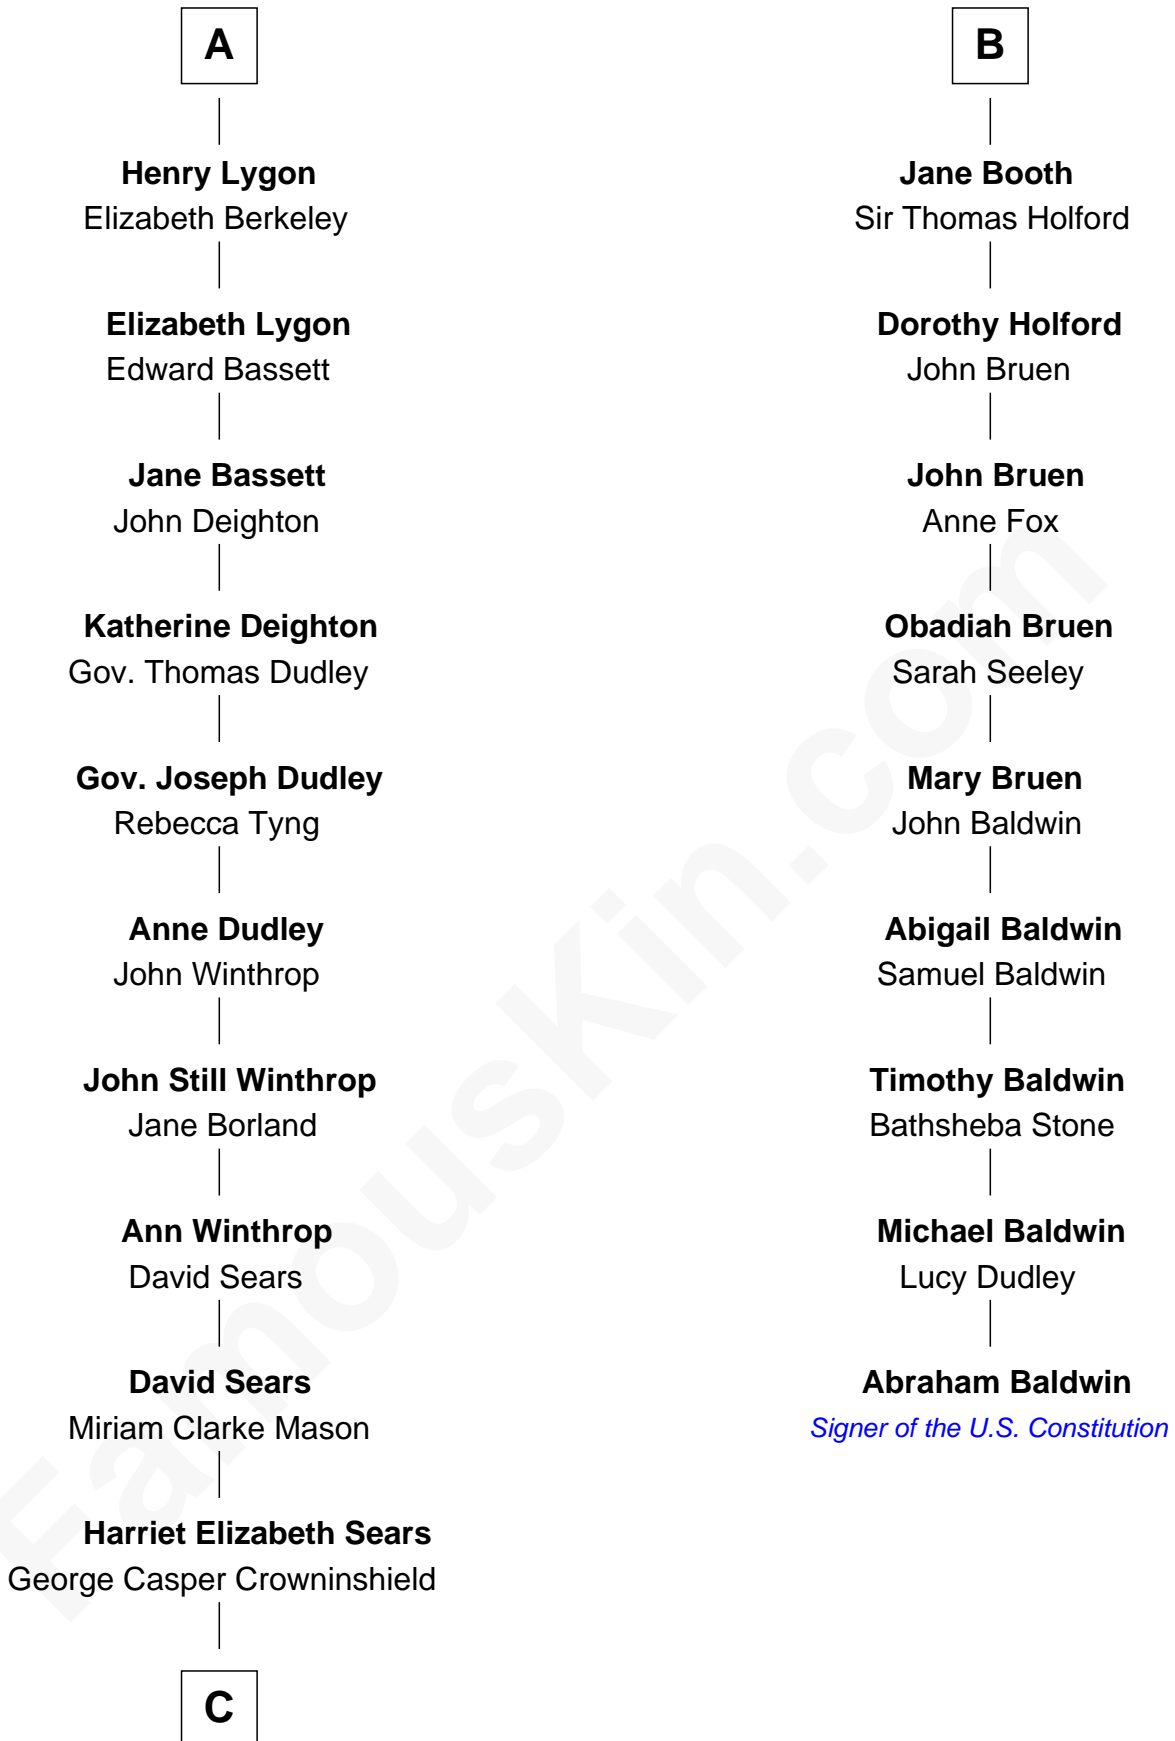 A
Henry Lygon
Elizabeth Berkeley
Elizabeth Lygon
Edward Bassett
Jane Bassett
John Deighton
Katherine Deighton
Gov. Thomas Dudley
Gov. Joseph Dudley
Rebecca Tyng
Anne Dudley
John Winthrop
John Still Winthrop
Jane Borland
Ann Winthrop
David Sears
David Sears
Miriam Clarke Mason
Harriet Elizabeth Sears
George Casper Crowninshield
C
B
Jane Booth
Sir Thomas Holford
Dorothy Holford
John Bruen
John Bruen
Anne Fox
Obadiah Bruen
Sarah Seeley
Mary Bruen
John Baldwin
Abigail Baldwin
Samuel Baldwin
Timothy Baldwin
Bathsheba Stone
Michael Baldwin
Lucy Dudley
Abraham Baldwin
Signer of the U.S. Constitution
FamousKin.com